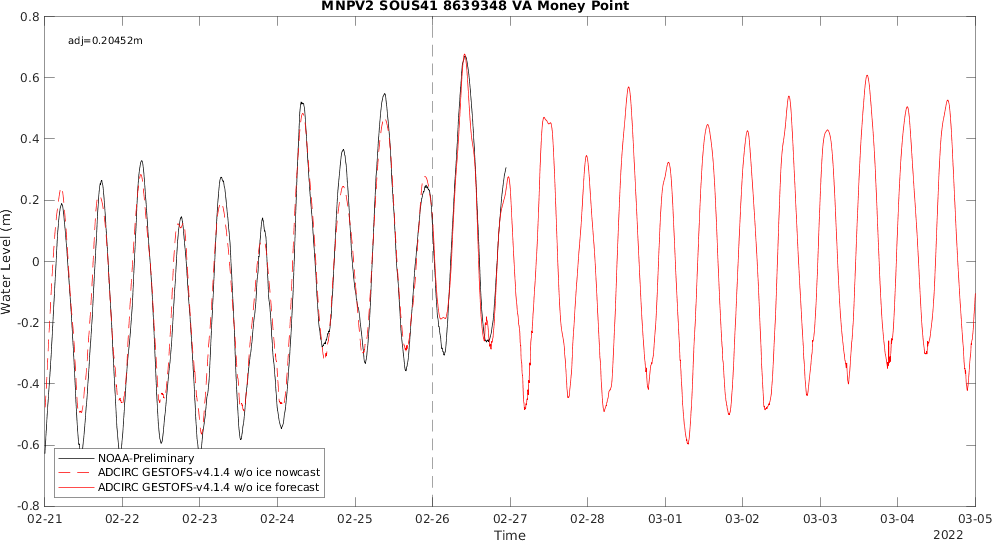 MNPV2 SOUS41 8639348 VA Money Point
adj=0.20452m
0.8
0.6
0.4
0.2
0
-0.2
-0.4
-0.6
-0.8
Water Level (m)
NOAA-Preliminary
ADCIRC GESTOFS-v4.1.4 w/o ice nowcast
ADCIRC GESTOFS-v4.1.4 w/o ice forecast
02-21 02-22 02-23 02-24 02-25 02-26 02-27 02-28 03-01 03-02 03-03 03-04 03-05
Time
2022